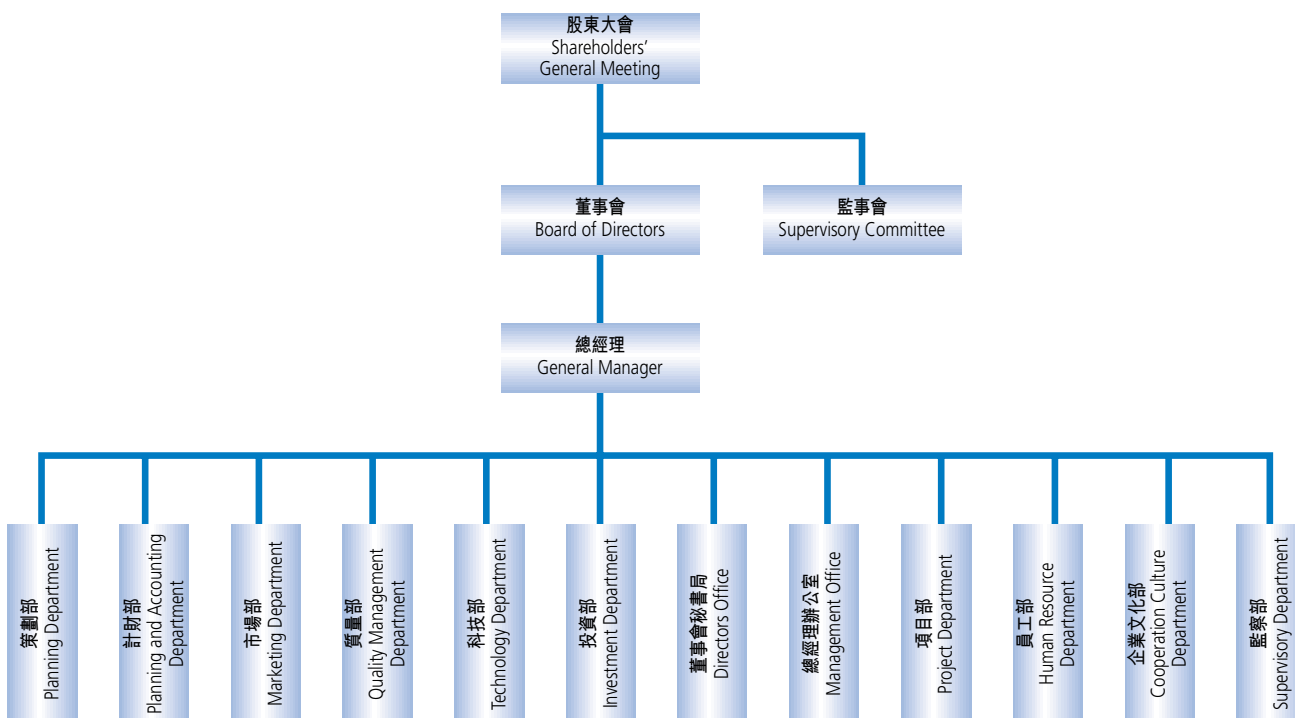 股東大會
Shareholders'
General Meeting
董事會
Board of Directors
監事會
Supervisory Committee
總經理
General Manager
策劃部
Planning Department
計財部
Planning and Accounting
Department
市場部
Marketing Department
質量部
Quality Management
Department
科技部
Technology Department
投資部
Investment Department
董事會秘書局
Directors Office
總經理辦公室
Management Office
項目部
Project Department
員工部
Human Resource
Department
企業文化部
Cooperation Culture
Department
監察部
Supervisory Department